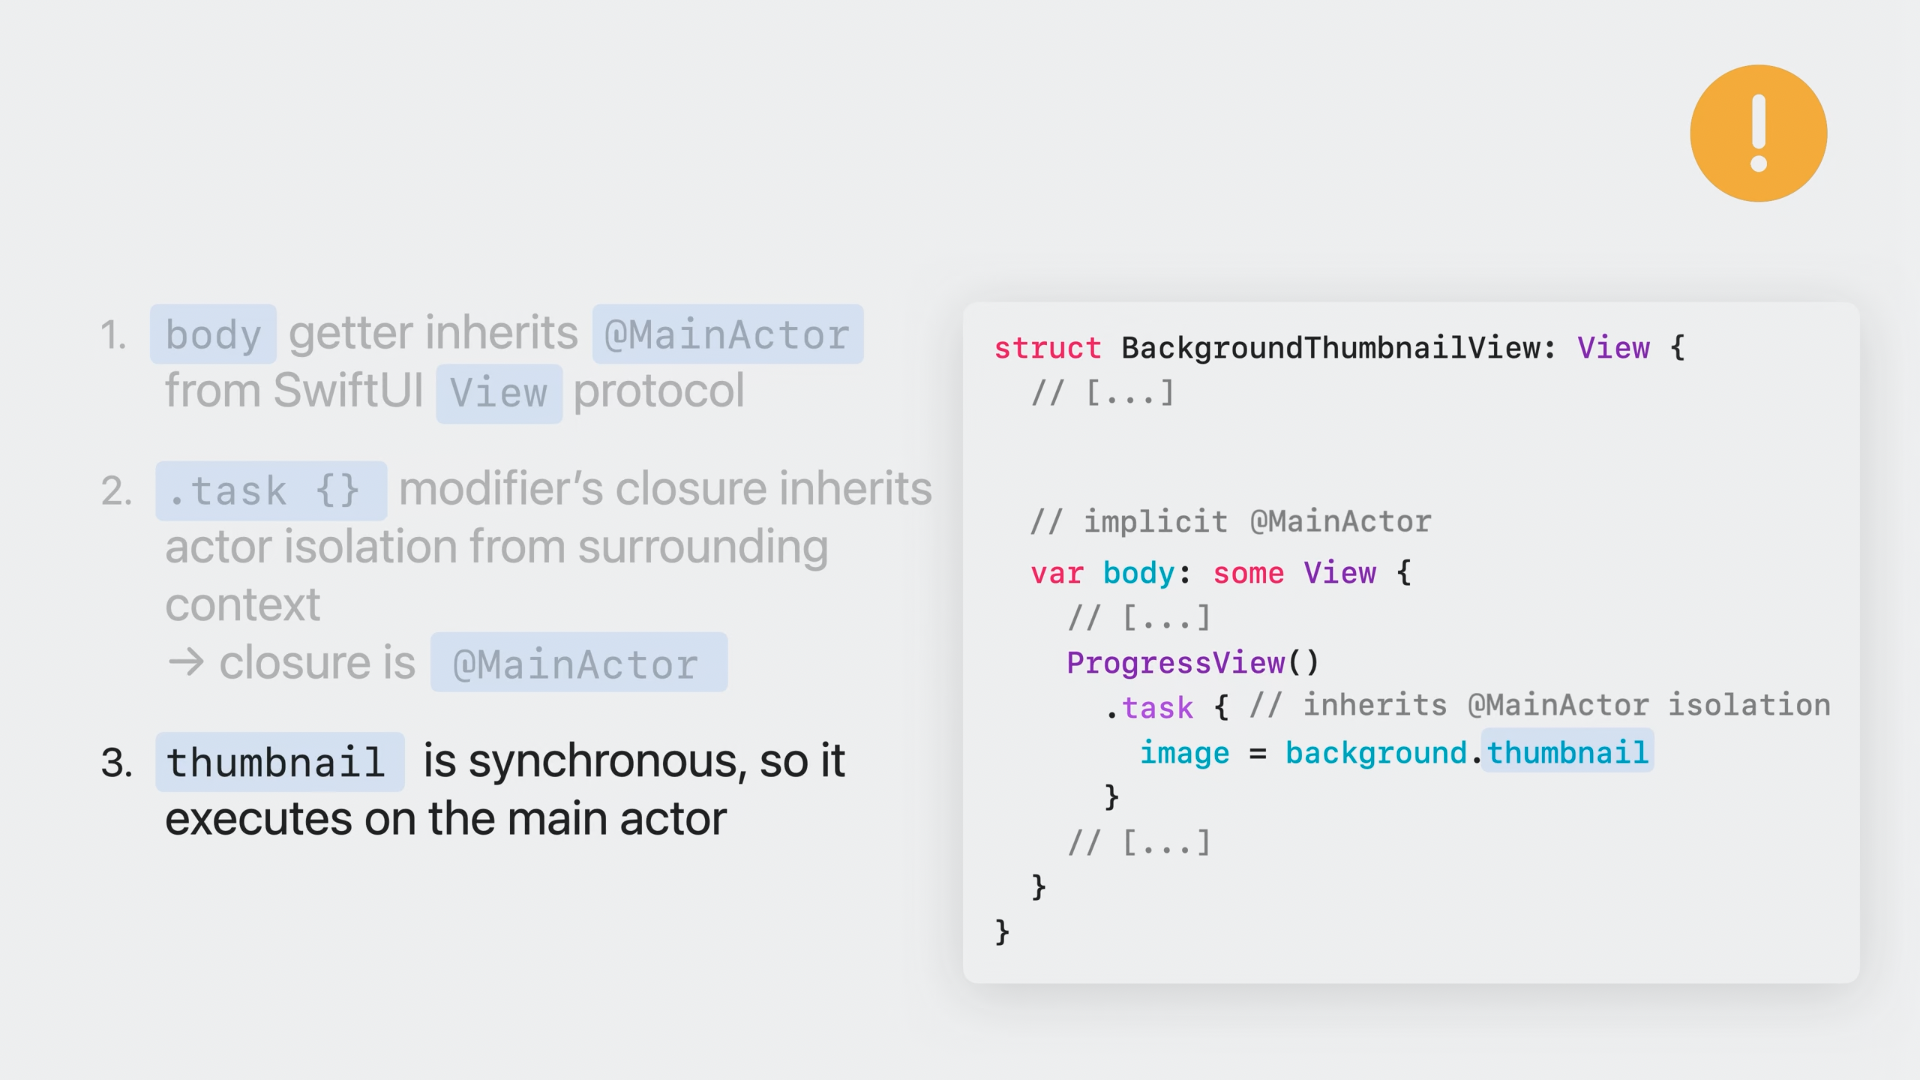 1. body getter inherits @MainActor
from SwiftUI View protocol
2. .task {} modifier’s closure inherits
actor isolation from surrounding
context
→ closure is @MainActor
3. thumbnail is synchronous, so it
executes on the main actor
struct BackgroundThumbnailView: View {
// [...]
// implicit @MainActor
var body: some View {
// [...]
ProgressView()
.task { // inherits @MainActor isolation
image = background.thumbnail
}
// [...]
}
}